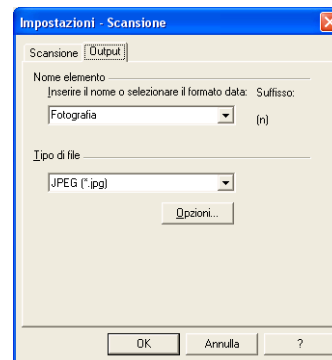 Impostazioni - Scansione
Scansione Output
Nome elemento
Inserire il nome o selezionare il formato data: Suffisso:
Fotografia (n)
Tipo di file
JPEG (*.jpg)
Opzioni...
OK Annulla ?